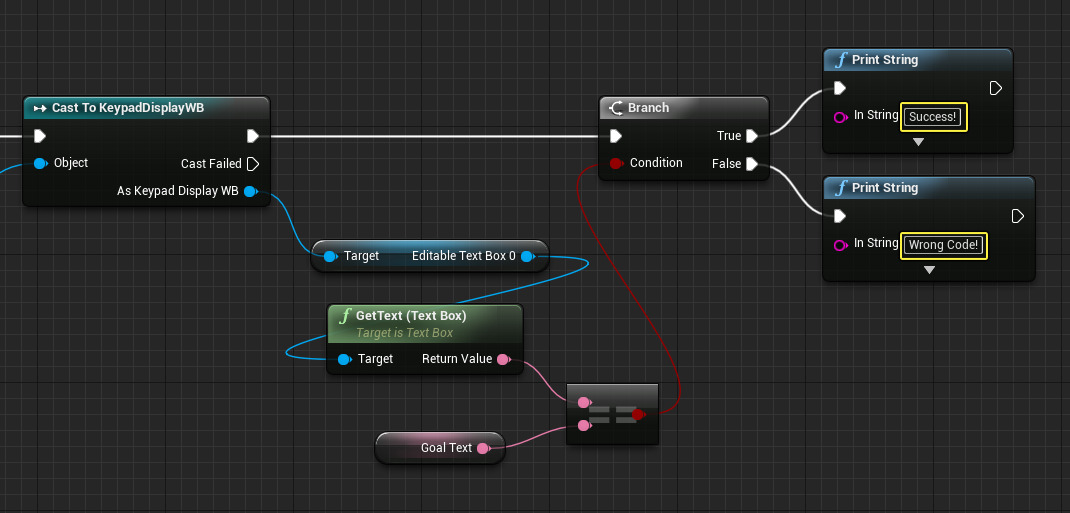 Cast To KeypadDisplayWB
Object
Cast Failed
As Keypad Display WB
Target
Editable Text Box 0
f GetText (Text Box)
Target is Text Box
Target
Return Value
Goal Text
==
Branch
True
Condition
False
f Print String
In String Success!
f Print String
In String Wrong Code!